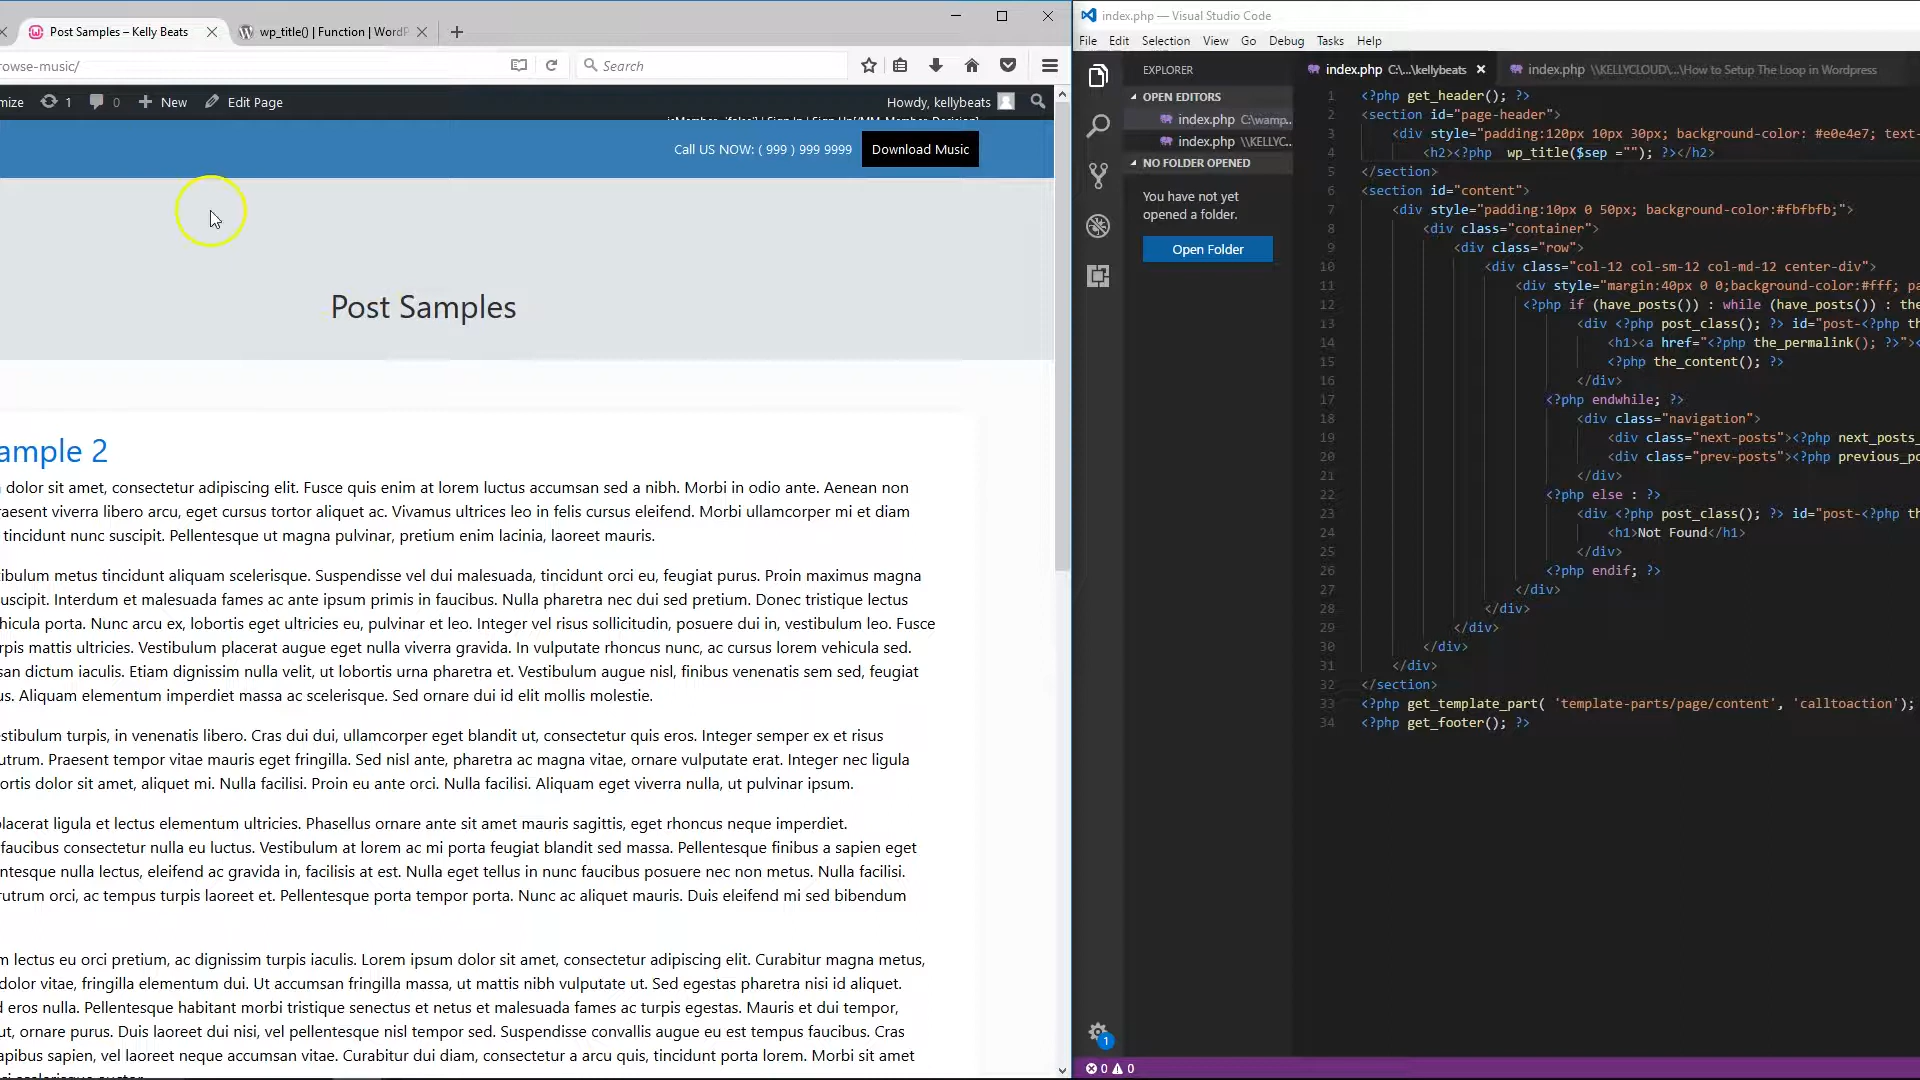 Post Samples – Kelly Beats
wp_title() | Function | WordP
rowse-music/
Search
mize
1
0
New
Edit Page
Howdy, kellybeats
Call US NOW: ( 999 ) 999 9999
Download Music
Post Samples
ample 2
dolor sit amet, consectetur adipiscing elit. Fusce quis enim at lorem luctus accumsan sed a nibh. Morbi in odio ante. Aenean non
raesent viverra libero arcu, eget cursus tortor aliquet ac. Vivamus ultrices leo in felis cursus eleifend. Morbi ullamcorper mi et diam
tincidunt nunc suscipit. Pellentesque ut magna pulvinar, pretium enim lacinia, laoreet mauris.
tibulum metus tincidunt aliquam scelerisque. Suspendisse vel dui malesuada, tincidunt orci eu, feugiat purus. Proin maximus magna
uscipit. Interdum et malesuada fames ac ante ipsum primis in faucibus. Nulla pharetra nec dui sed pretium. Donec tristique lectus
hicula porta. Nunc arcu ex, lobortis eget ultricies eu, pulvinar et leo. Integer vel risus sollicitudin, posuere dui in, vestibulum leo. Fusce
rpis mattis ultricies. Vestibulum placerat augue eget nulla viverra gravida. In vulputate rhoncus nunc, ac cursus lorem vehicula sed.
san dictum iaculis. Etiam dignissim nulla velit, ut lobortis urna pharetra et. Vestibulum augue nisl, finibus venenatis sem sed, feugiat
us. Aliquam elementum imperdiet massa ac scelerisque. Sed ornare dui id elit mollis molestie.
estibulum turpis, in venenatis libero. Cras dui dui, ullamcorper eget blandit ut, consectetur quis eros. Integer semper ex et risus
utrum. Praesent tempor vitae mauris eget fringilla. Sed nisl ante, pharetra ac magna vitae, ornare vulputate erat. Integer nec ligula
ortis dolor sit amet, aliquet mi. Nulla facilisi. Proin eu ante orci. Nulla facilisi. Aliquam eget viverra nulla, ut pulvinar ipsum.
lacerat ligula et lectus elementum ultricies. Phasellus ornare ante sit amet mauris sagittis, eget rhoncus neque imperdiet.
faucibus consectetur nulla eu luctus. Vestibulum at lorem ac mi porta feugiat blandit sed massa. Pellentesque finibus a sapien eget
ntesque nulla lectus, eleifend ac gravida in, facilisis at est. Nulla eget tellus in nunc faucibus posuere nec non metus. Nulla facilisi.
rutrum orci, ac tempus turpis laoreet et. Pellentesque porta tempor porta. Nunc ac aliquet mauris. Duis eleifend mi sed bibendum
m lectus eu orci pretium, ac dignissim turpis iaculis. Lorem ipsum dolor sit amet, consectetur adipiscing elit. Curabitur magna metus,
dolor vitae, fringilla elementum dui. Ut accumsan fringilla massa, ut mattis nibh vulputate ut. Sed egestas pharetra nisi id aliquet.
d eros nulla. Pellentesque habitant morbi tristique senectus et netus et malesuada fames ac turpis egestas. Mauris et dui tempor,
ut, ornare purus. Duis laoreet dui nisi, vel pellentesque nisl tempor sed. Suspendisse convallis augue eu est tempus faucibus. Cras
apibus sapien, vel laoreet neque accumsan vitae. Curabitur dui diam, consectetur a arcu quis, tincidunt porta lorem. Morbi sit amet
index.php — Visual Studio Code
File Edit Selection View Go Debug Tasks Help
EXPLORER
OPEN EDITORS
index.php C:\wamp...
index.php \\KELLYC...
NO FOLDER OPENED
You have not yet
opened a folder.
Open Folder
index.php C:\...\kellybeats
index.php \\KELLYCLOUD\...\How to Setup The Loop in Wordpress
1 <?php get_header(); ?>
2 <section id="page-header">
3 <div style="padding:120px 10px 30px; background-color: #e0e4e7; text-
4 <h2><?php wp_title($sep =""); ?></h2>
5 </section>
6 <section id="content">
7 <div style="padding:10px 0 50px; background-color:#fbfbfb;">
8 <div class="container">
9 <div class="row">
10 <div class="col-12 col-sm-12 col-md-12 center-div">
11 <div style="margin:40px 0 0;background-color:#fff; pa
12 <?php if (have_posts()) : while (have_posts()) : the
13 <div <?php post_class(); ?> id="post-<?php th
14 <h1><a href="<?php the_permalink(); ?>"><
15 <?php the_content(); ?>
16 </div>
17 <?php endwhile; ?>
18 <div class="navigation">
19 <div class="next-posts"><?php next_posts_
20 <div class="prev-posts"><?php previous_po
21 </div>
22 <?php else : ?>
23 <div <?php post_class(); ?> id="post-<?php th
24 <h1>Not Found</h1>
25 </div>
26 <?php endif; ?>
27 </div>
28 </div>
29 </div>
30 </div>
31 </div>
32 </section>
33 <?php get_template_part( 'template-parts/page/content', 'calltoaction');
34 <?php get_footer(); ?>
1
0 0